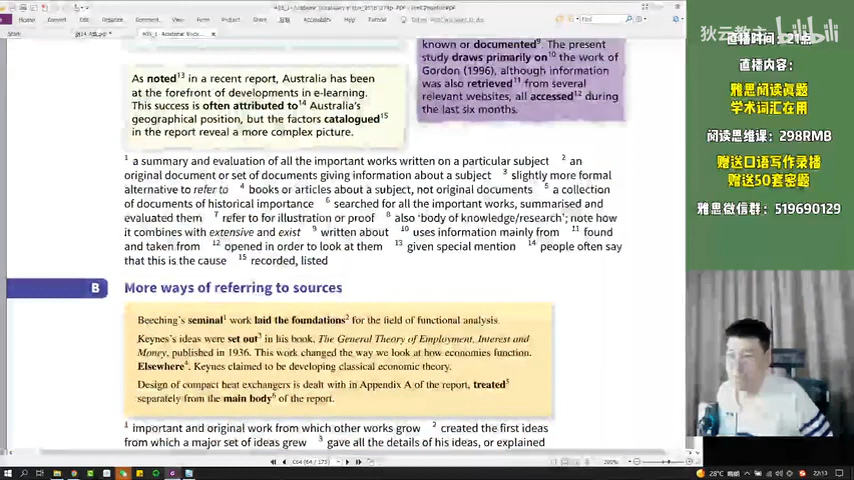 known or documented⁹. The present
study draws primarily on¹⁰ the work of
Gordon (1996), although information
was also retrieved¹¹ from several
relevant websites, all accessed¹² during
the last six months.
As noted¹³ in a recent report, Australia has been
at the forefront of developments in e-learning.
This success is often attributed to¹⁴ Australia's
geographical position, but the factors catalogued¹⁵
in the report reveal a more complex picture.
¹ a summary and evaluation of all the important works written on a particular subject ² an
original document or set of documents giving information about a subject ³ slightly more formal
alternative to refer to ⁴ books or articles about a subject, not original documents ⁵ a collection
of documents of historical importance ⁶ searched for all the important works, summarised and
evaluated them ⁷ refer to for illustration or proof ⁸ also 'body of knowledge/research'; note how
it combines with extensive and exist ⁹ written about ¹⁰ uses information mainly from ¹¹ found
and taken from ¹² opened in order to look at them ¹³ given special mention ¹⁴ people often say
that this is the cause ¹⁵ recorded, listed
B More ways of referring to sources
Beeching's seminal¹ work laid the foundations² for the field of functional analysis.
Keynes's ideas were set out³ in his book, The General Theory of Employment, Interest and
Money, published in 1936. This work changed the way we look at how economies function.
Elsewhere⁴, Keynes claimed to be developing classical economic theory.
Design of compact heat exchangers is dealt with in Appendix A of the report, treated⁵
separately from the main body⁶ of the report.
¹ important and original work from which other works grow ² created the first ideas
from which a major set of ideas grew ³ gave all the details of his ideas, or explained
狄云教主
bilibili
直播内容:
雅思阅读真题
学术词汇在用
阅读思维课:298RMB
赠送口语写作录播
赠送50套密题
雅思微信群:519690129
28°C
22:13